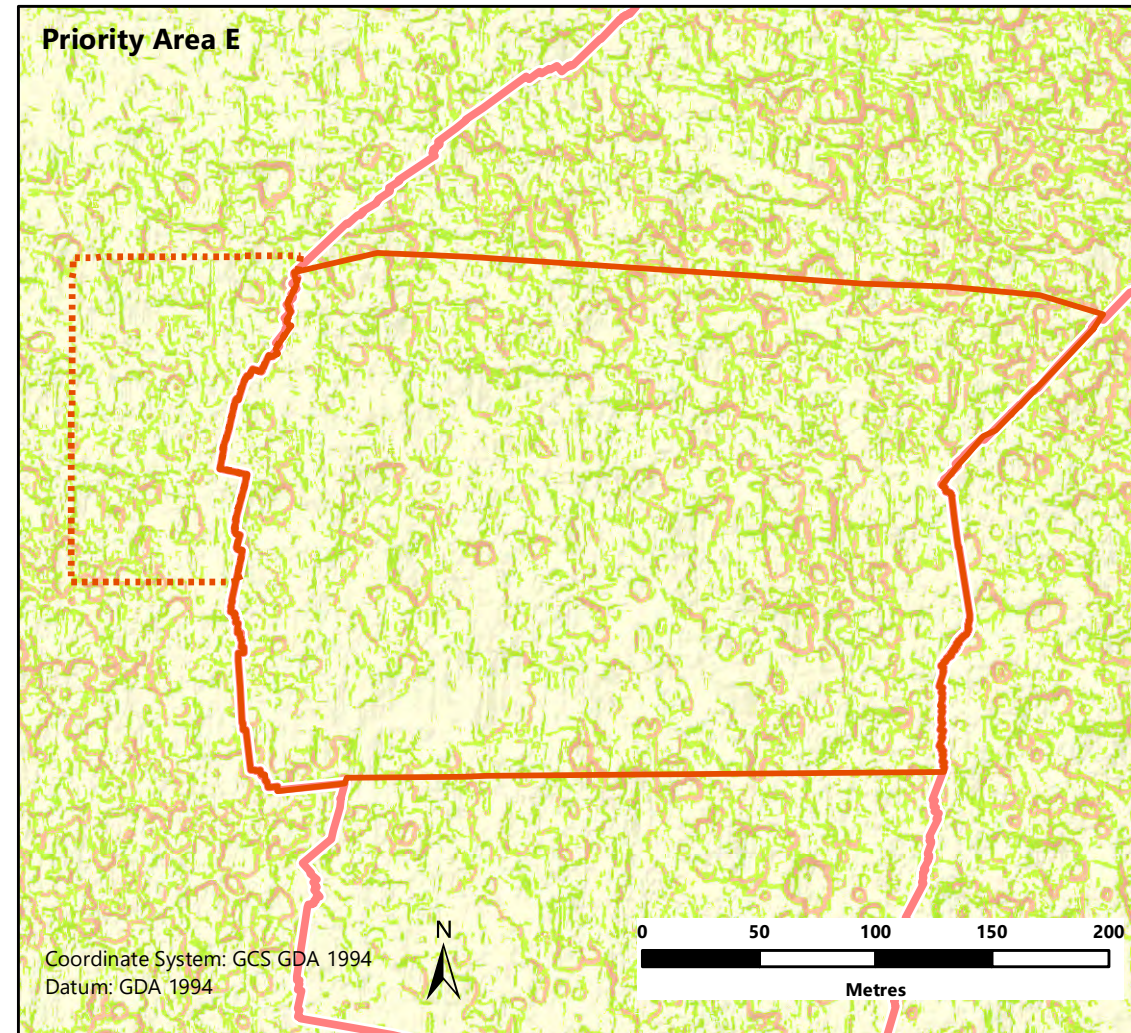 Priority Area E
N
0 50 100 150 200
Coordinate System: GCS GDA 1994
Datum: GDA 1994
Metres